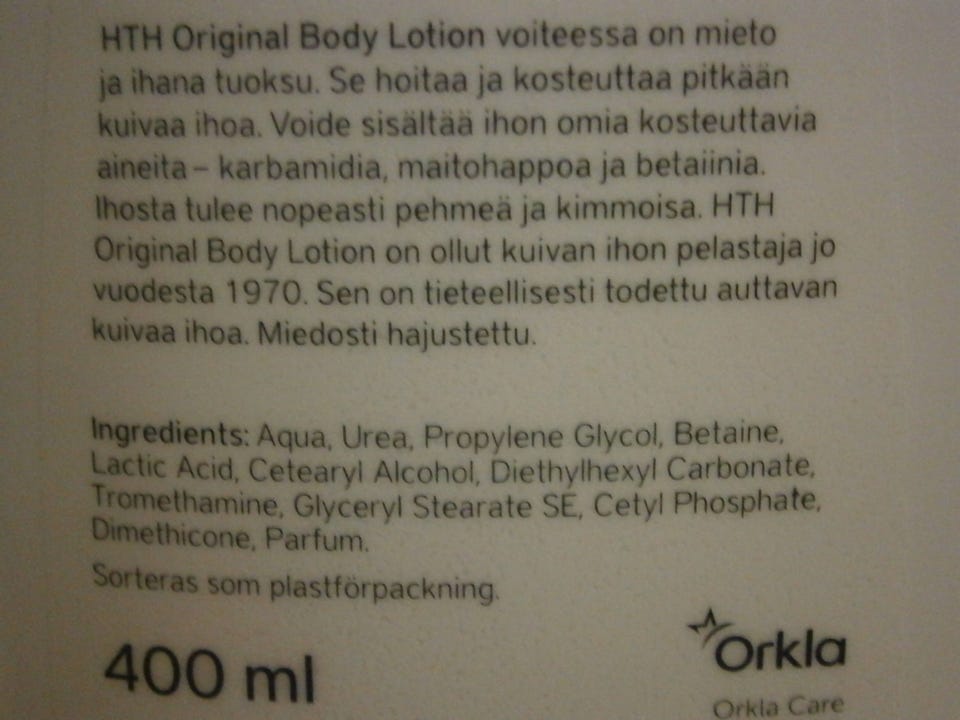 HTH Original Body Lotion voiteessa on mieto
ja ihana tuoksu. Se hoitaa ja kosteuttaa pitkään
kuivaa ihoa. Voide sisältää ihon omia kosteuttavia
aineita – karbamidia, maitohappoa ja betaiinia.
Ihosta tulee nopeasti pehmeä ja kimmoisa. HTH
Original Body Lotion on ollut kuivan ihon pelastaja jo
vuodesta 1970. Sen on tieteellisesti todettu auttavan
kuivaa ihoa. Miedosti hajustettu.
Ingredients: Aqua, Urea, Propylene Glycol, Betaine,
Lactic Acid, Cetearyl Alcohol, Diethylhexyl Carbonate,
Tromethamine, Glyceryl Stearate SE, Cetyl Phosphate,
Dimethicone, Parfum.
Sorteras som plastförpackning.
400 ml
Orkla
Orkla Care